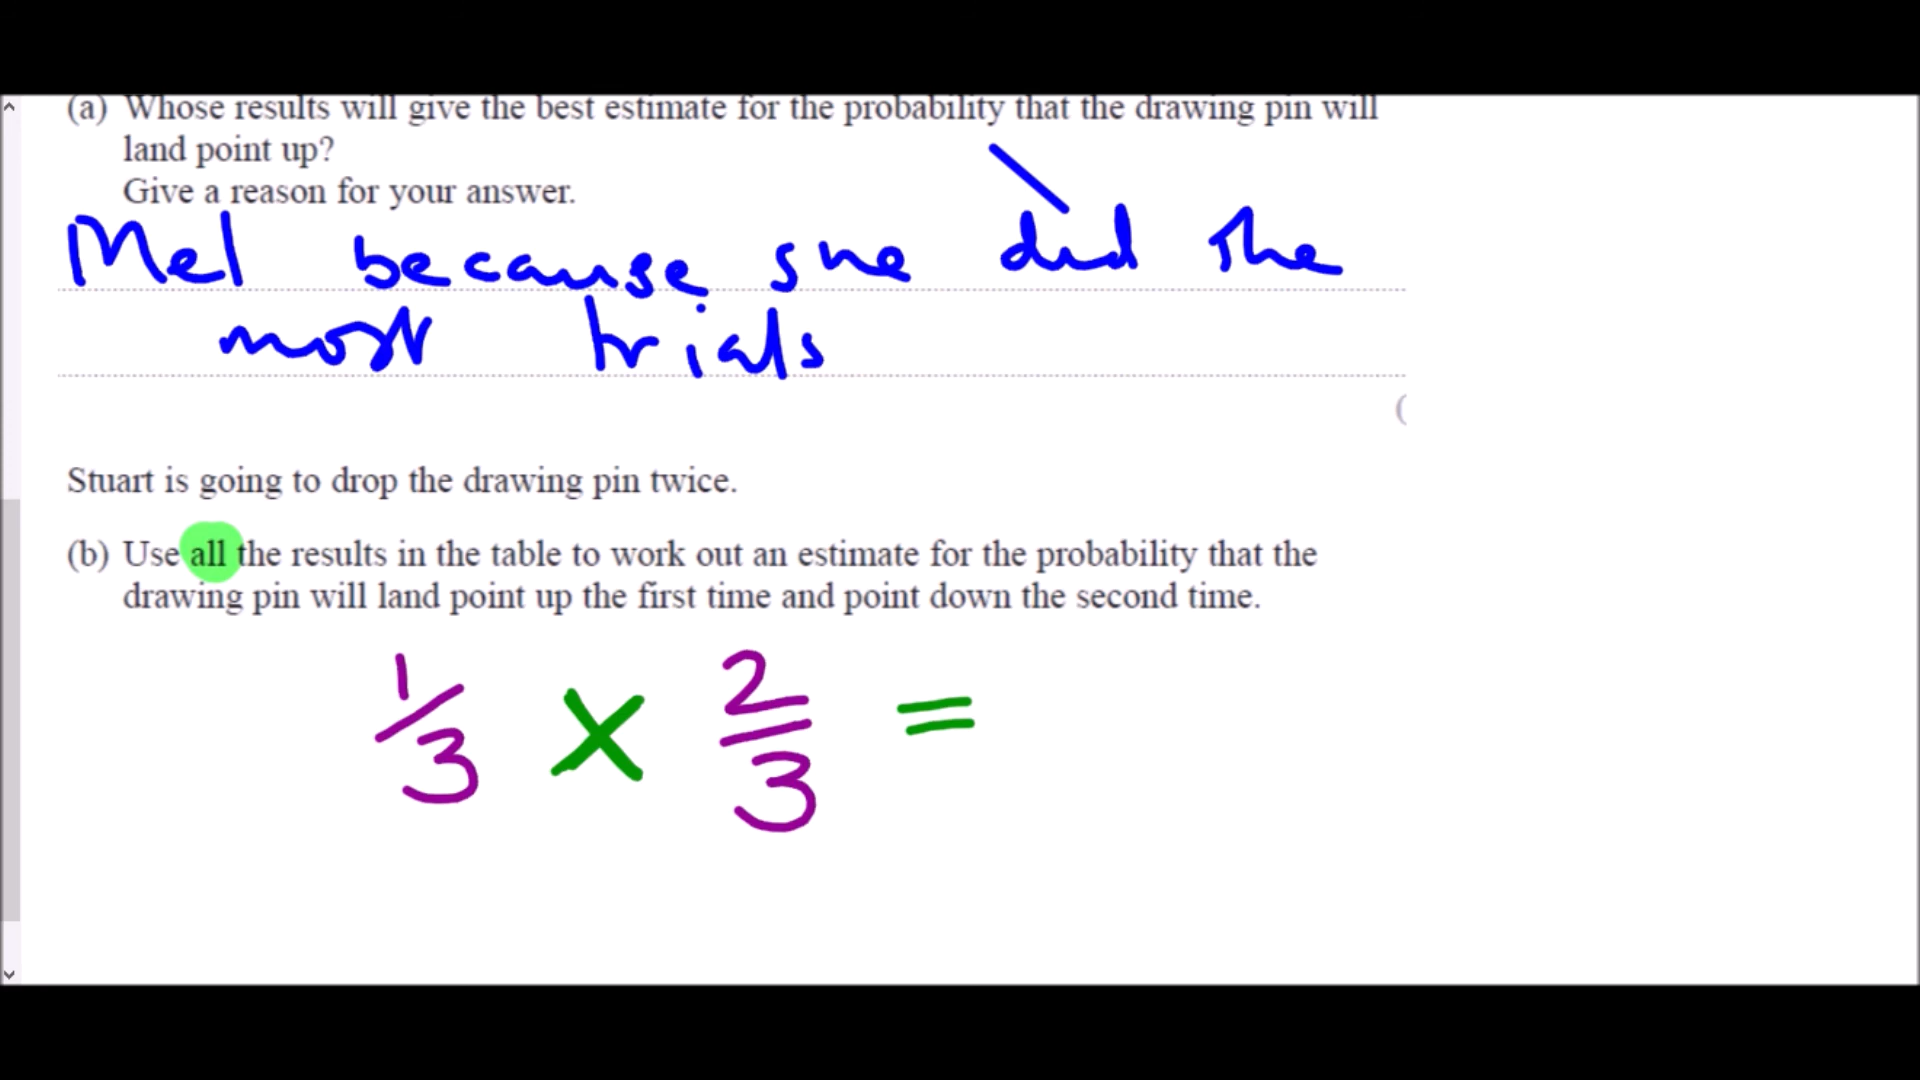 (a) Whose results will give the best estimate for the probability that the drawing pin will
land point up?
Give a reason for your answer.
Mel because she did the
most trials
(
Stuart is going to drop the drawing pin twice.
(b) Use all the results in the table to work out an estimate for the probability that the
drawing pin will land point up the first time and point down the second time.
1/3 × 2/3 =